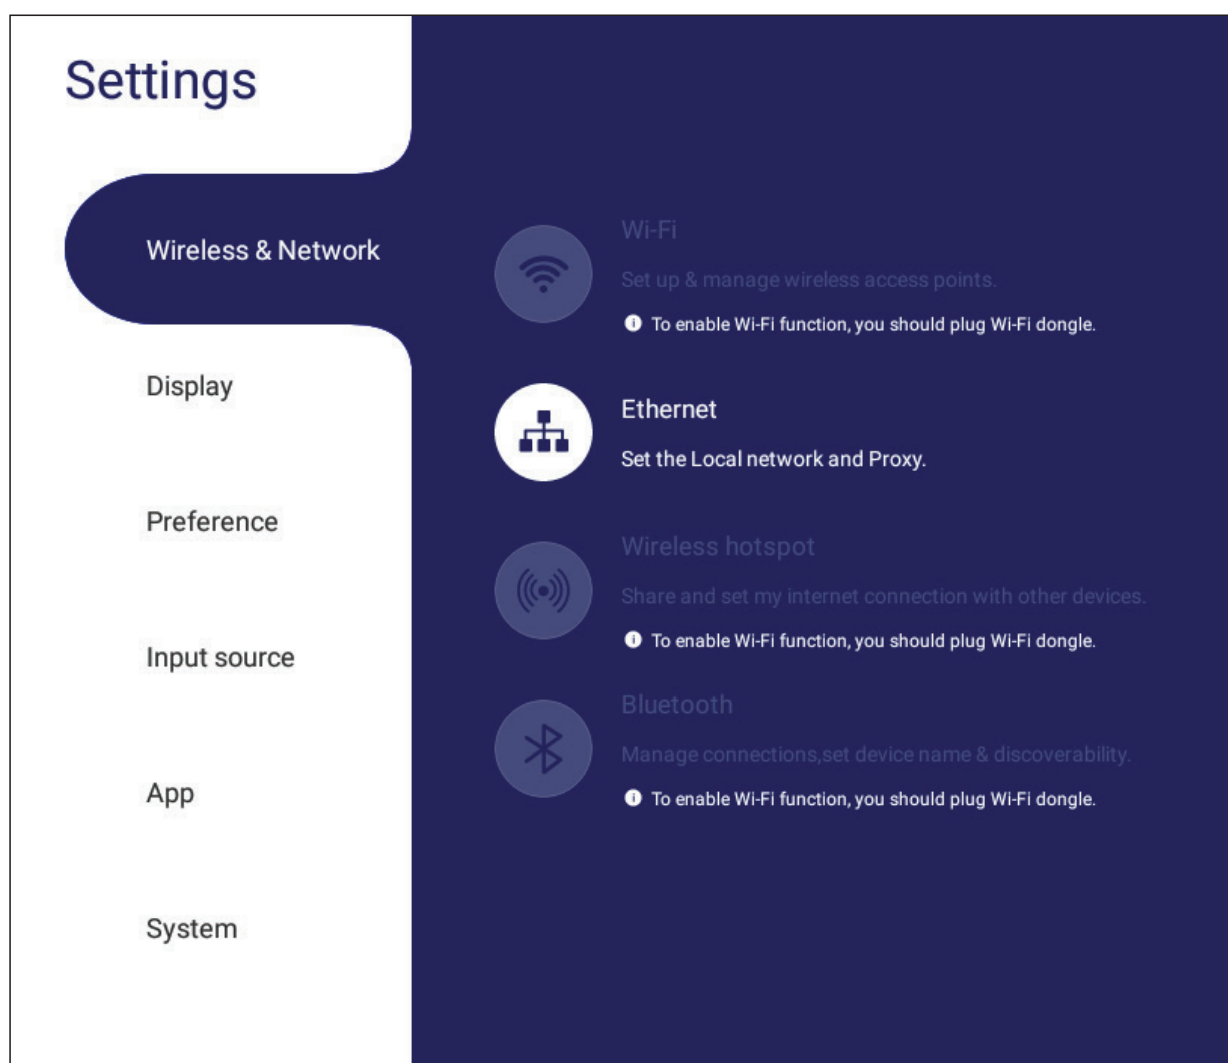 Settings
Wireless & Network
Display
Preference
Input source
App
System
Wi-Fi
Set up & manage wireless access points.
To enable Wi-Fi function, you should plug Wi-Fi dongle.
Ethernet
Set the Local network and Proxy.
Wireless hotspot
Share and set my internet connection with other devices.
To enable Wi-Fi function, you should plug Wi-Fi dongle.
Bluetooth
Manage connections,set device name & discoverability.
To enable Wi-Fi function, you should plug Wi-Fi dongle.